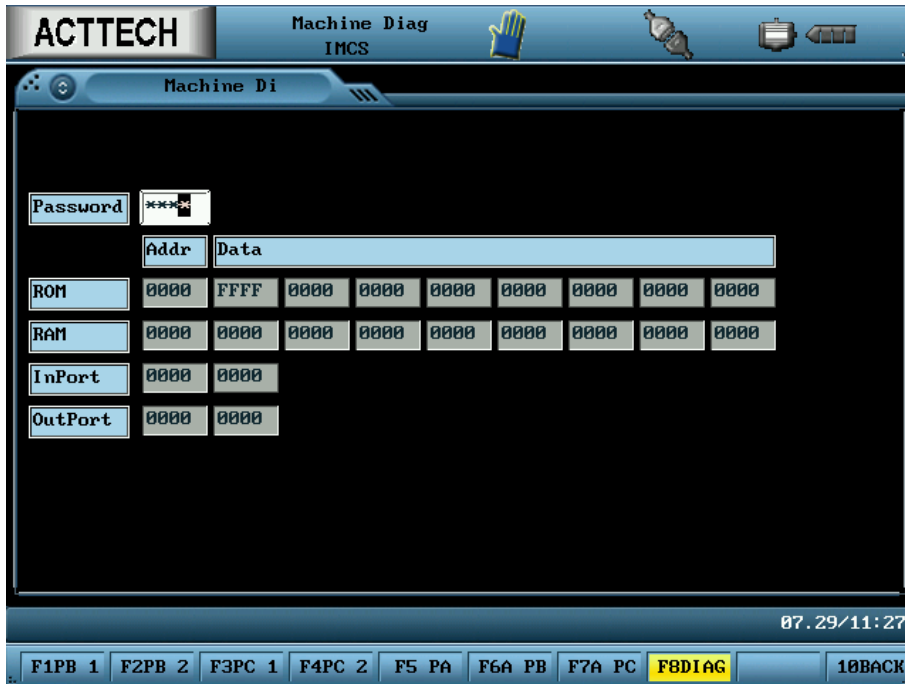 ACTTECH
Machine Diag
IMCS
Machine Di
Password ****
Addr Data
ROM 0000 FFFF 0000 0000 0000 0000 0000 0000 0000
RAM 0000 0000 0000 0000 0000 0000 0000 0000 0000
InPort 0000 0000
OutPort 0000 0000
07.29/11:27
F1PB 1 F2PB 2 F3PC 1 F4PC 2 F5 PA F6A PB F7A PC F8DIAG 10BACK